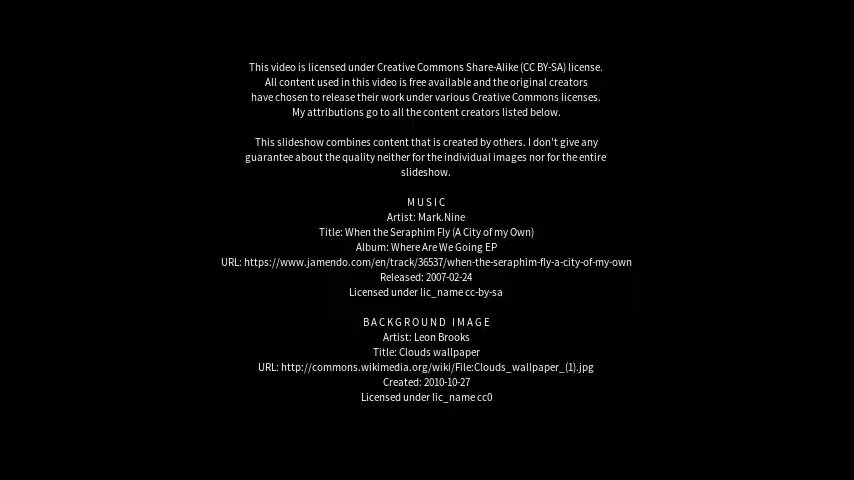 This video is licensed under Creative Commons Share-Alike (CC BY-SA) license.
All content used in this video is free available and the original creators
have chosen to release their work under various Creative Commons licenses.
My attributions go to all the content creators listed below.
This slideshow combines content that is created by others. I don't give any
guarantee about the quality neither for the individual images nor for the entire
slideshow.
MUSIC
Artist: Mark.Nine
Title: When the Seraphim Fly (A City of my Own)
Album: Where Are We Going EP
URL: https://www.jamendo.com/en/track/36537/when-the-seraphim-fly-a-city-of-my-own
Released: 2007-02-24
Licensed under lic_name cc-by-sa
BACKGROUND IMAGE
Artist: Leon Brooks
Title: Clouds wallpaper
URL: http://commons.wikimedia.org/wiki/File:Clouds_wallpaper_(1).jpg
Created: 2010-10-27
Licensed under lic_name cc0